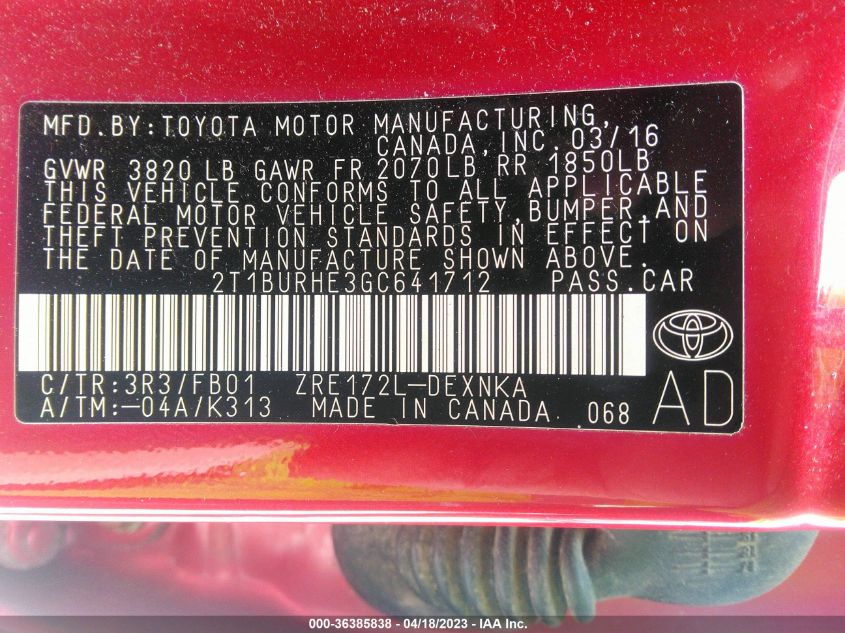 MFD.BY:TOYOTA MOTOR MANUFACTURING,
CANADA,INC. 03/16
GVWR 3820 LB GAWR FR 2070LB RR 1850LB
THIS VEHICLE CONFORMS TO ALL APPLICABLE
FEDERAL MOTOR VEHICLE SAFETY,BUMPER,AND
THEFT PREVENTION STANDARDS IN EFFECT ON
THE DATE OF MANUFACTURE SHOWN ABOVE.
2T1BURHE3GC641712 PASS.CAR
C/TR:3R3/FB01 ZRE172L-DEXNKA
A/TM:-04A/K313 MADE IN CANADA 068 AD
000-36385838 - 04/18/2023 - IAA Inc.